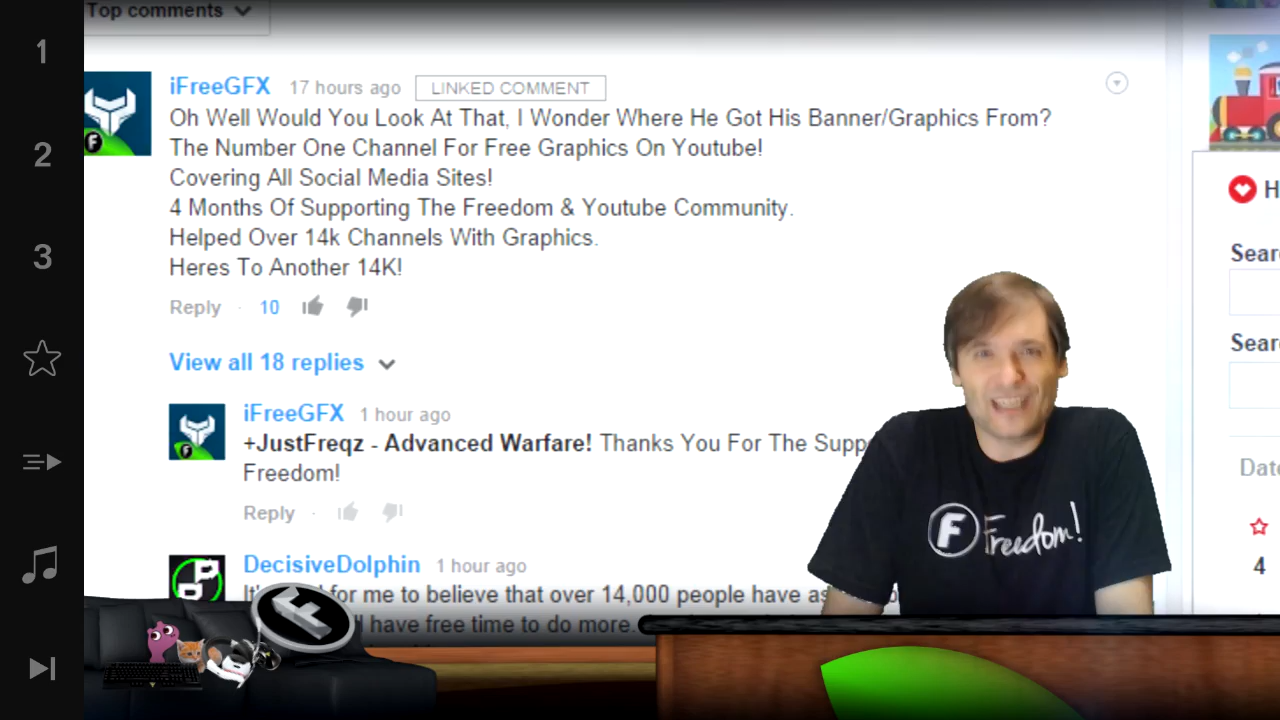 Top comments
1
iFreeGFX 17 hours ago LINKED COMMENT
Oh Well Would You Look At That, I Wonder Where He Got His Banner/Graphics From?
The Number One Channel For Free Graphics On Youtube!
2
Covering All Social Media Sites!
4 Months Of Supporting The Freedom & Youtube Community.
Helped Over 14k Channels With Graphics.
3
Heres To Another 14K!
Reply · 10
View all 18 replies
iFreeGFX 1 hour ago
+JustFreqz - Advanced Warfare! Thanks You For The
Freedom!
Reply ·
F Freedom!
4
DecisiveDolphin 1 hour ago
for me to believe that over 14,000 people have
have free time to do more.
F